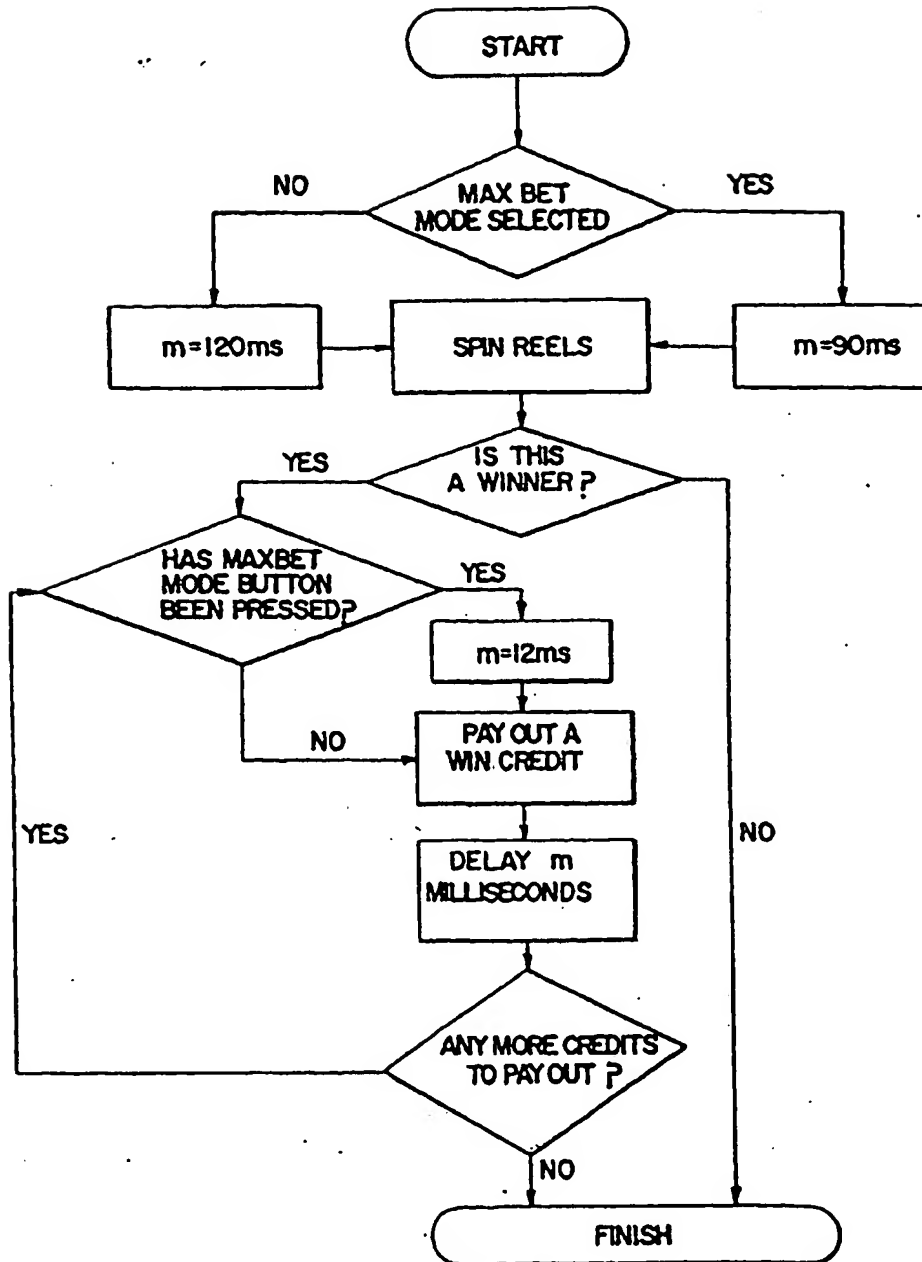 START
NO
YES
MAX BET
MODE SELECTED
m=120ms
SPIN REELS
m=90ms
YES
IS THIS
A WINNER?
HAS MAXBET
MODE BUTTON
BEEN PRESSED?
YES
m=12ms
NO
PAY OUT A
WIN CREDIT
YES
NO
DELAY m
MILLISECONDS
ANY MORE CREDITS
TO PAY OUT ?
NO
FINISH